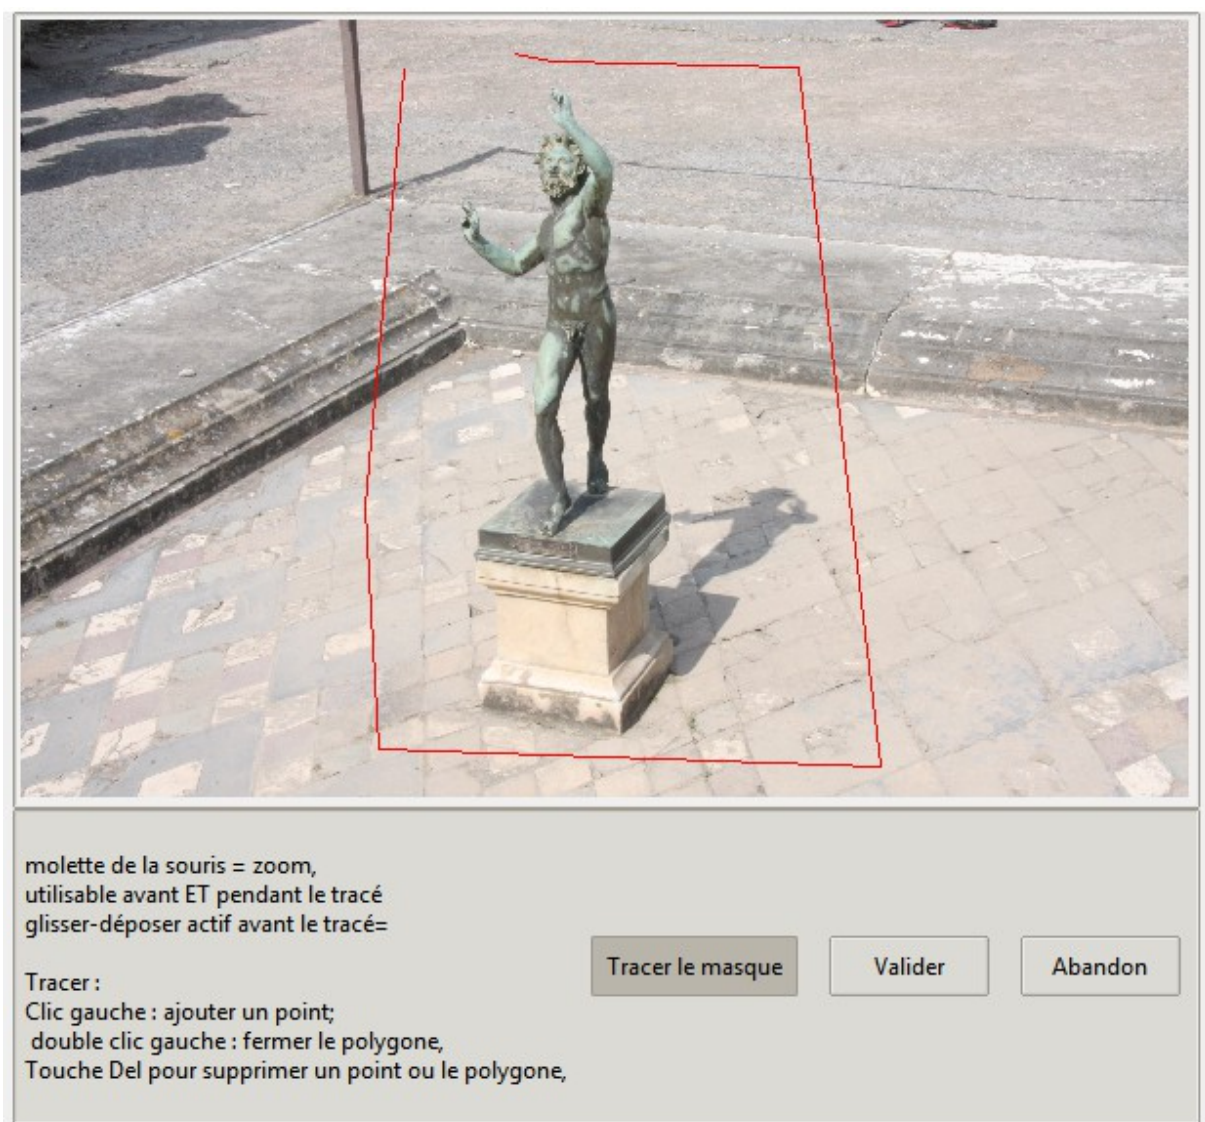 molette de la souris = zoom,
utilisable avant ET pendant le tracé
glisser-déposer actif avant le tracé=
Tracer :
Clic gauche : ajouter un point;
double clic gauche : fermer le polygone,
Touche Del pour supprimer un point ou le polygone,
Tracer le masque
Valider
Abandon